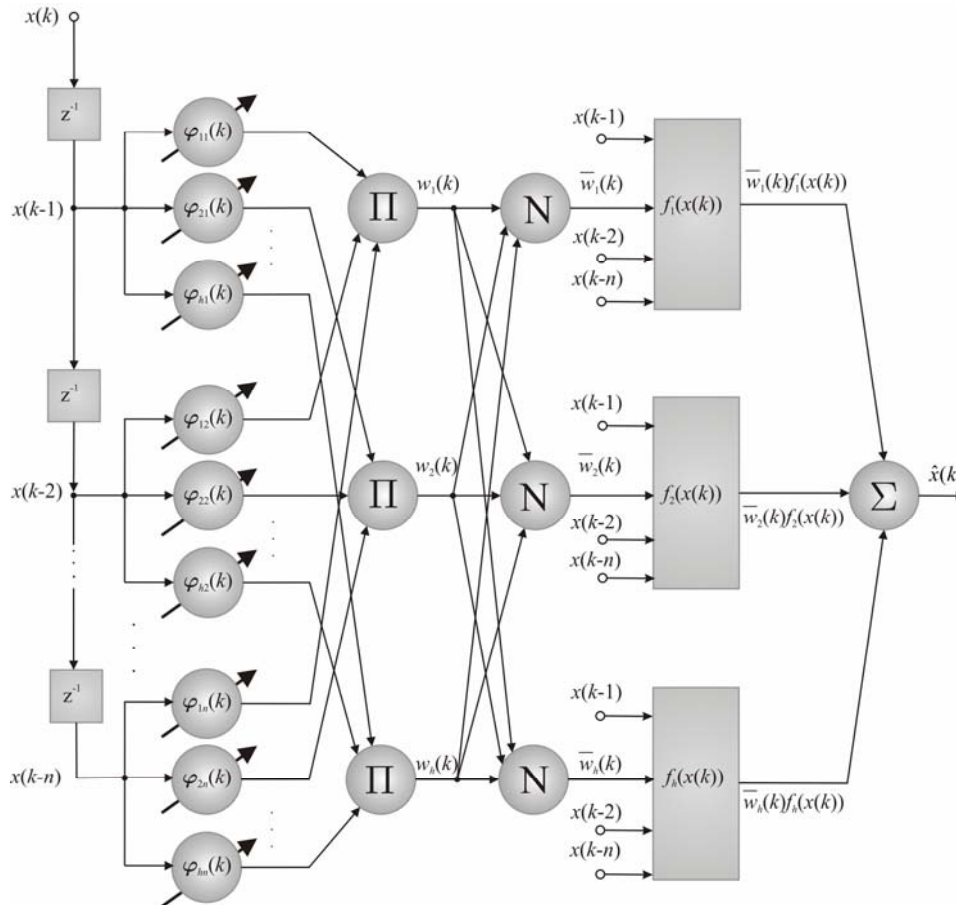 x(k)
z⁻¹
x(k-1)
z⁻¹
x(k-2)
z⁻¹
x(k-n)
φ₁₁(k)
φ₂₁(k)
φₕ₁(k)
φ₁₂(k)
φ₂₂(k)
φₕ₂(k)
φ₁ₙ(k)
φ₂ₙ(k)
φₕₙ(k)
Π
Π
Π
w₁(k)
w₂(k)
wₕ(k)
N
N
N
w̅₁(k)
w̅₂(k)
w̅ₕ(k)
x(k-1)
x(k-2)
x(k-n)
f₁(x(k))
w̅₁(k)f₁(x(k))
x(k-1)
x(k-2)
x(k-n)
f₂(x(k))
w̅₂(k)f₂(x(k))
x(k-1)
x(k-2)
x(k-n)
fₕ(x(k))
w̅ₕ(k)fₕ(x(k))
Σ
x̂(k